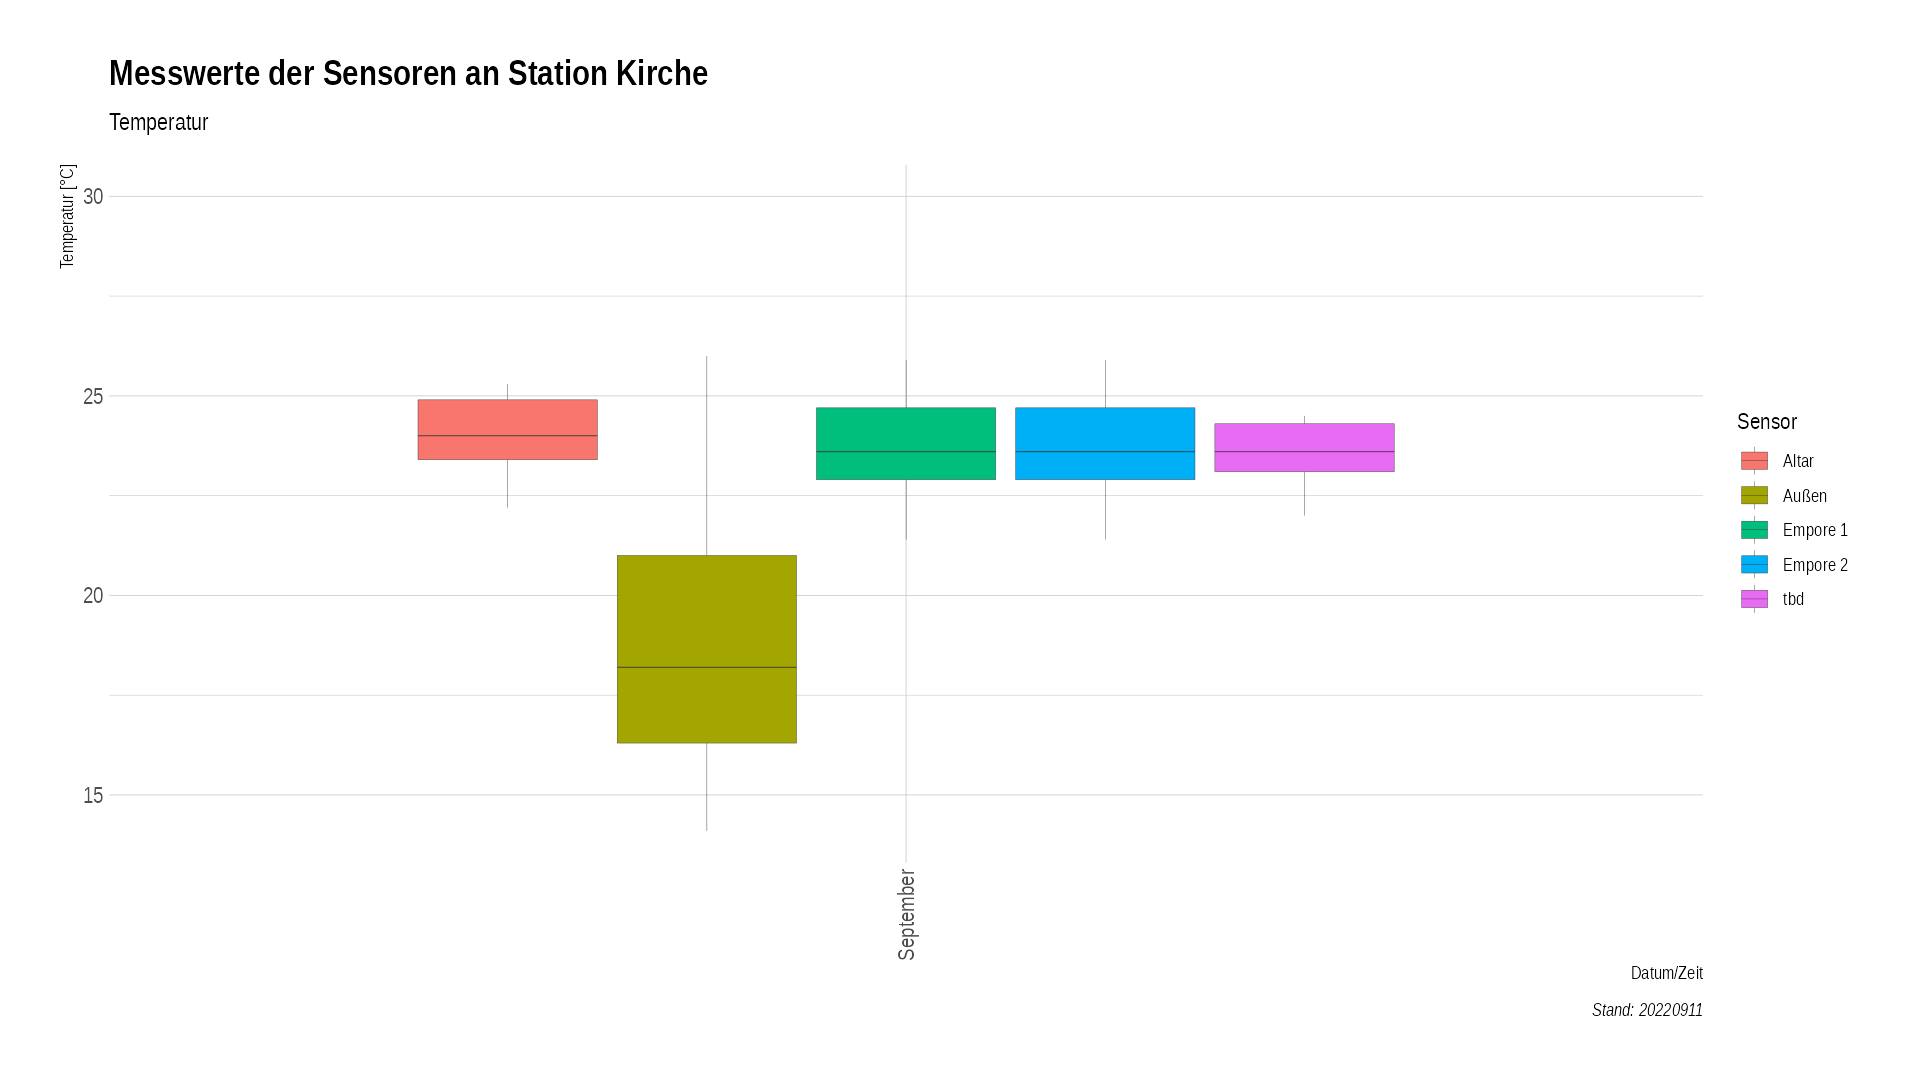 Messwerte der Sensoren an Station Kirche
Temperatur
Temperatur [°C]
30
25
20
15
September
Datum/Zeit
Stand: 20220911
Sensor
Altar
Außen
Empore 1
Empore 2
tbd